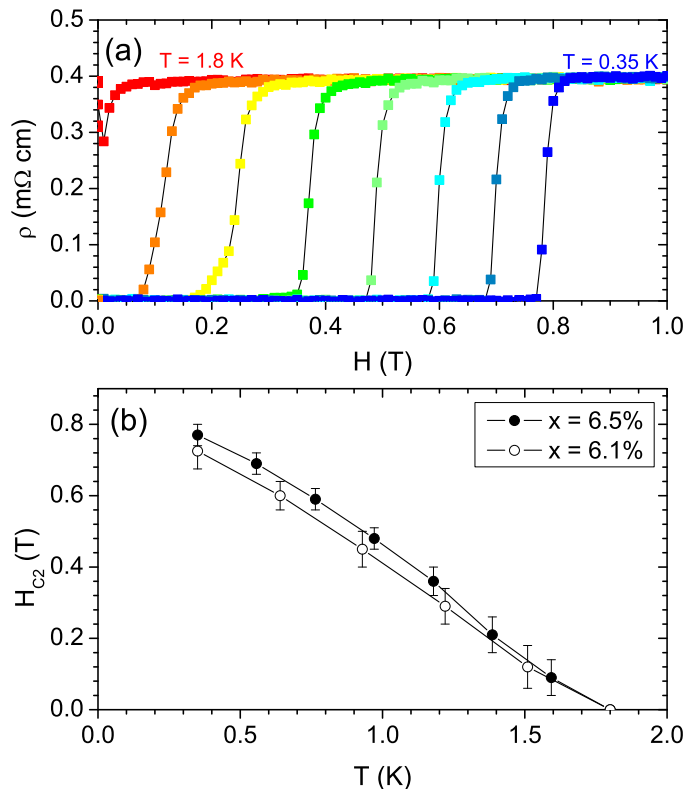 (a)
T = 1.8 K
T = 0.35 K
ρ (mΩ cm)
0.5
0.4
0.3
0.2
0.1
0.0
0.0 0.2 0.4 0.6 0.8 1.0
H (T)
(b)
x = 6.5%
x = 6.1%
H_{C2} (T)
0.8
0.6
0.4
0.2
0.0
0.0 0.5 1.0 1.5 2.0
T (K)